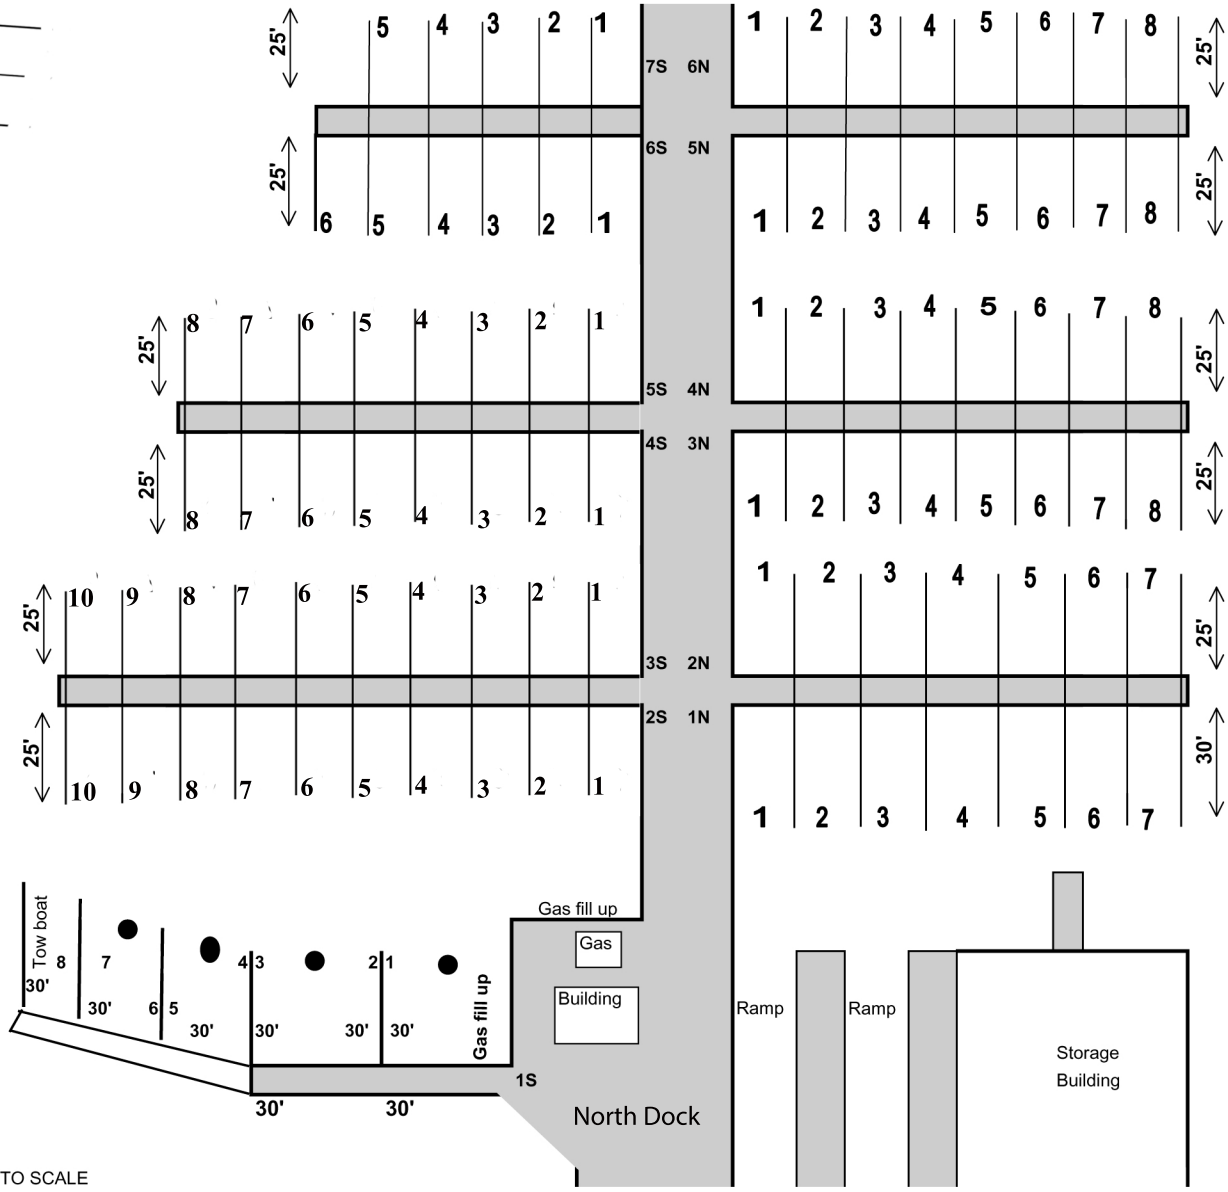 5 4 3 2 1 1 2 3 4 5 6 7 8
25' 25'
7S 6N
6S 5N
25' 25'
6 5 4 3 2 1 1 2 3 4 5 6 7 8
8 7 6 5 4 3 2 1 1 2 3 4 5 6 7 8
25' 25'
5S 4N
4S 3N
25' 25'
8 7 6 5 4 3 2 1 1 2 3 4 5 6 7 8
10 9 8 7 6 5 4 3 2 1 1 2 3 4 5 6 7
25' 25'
3S 2N
2S 1N
25' 30'
10 9 8 7 6 5 4 3 2 1 1 2 3 4 5 6 7
Gas fill up
Gas
Tow boat
8 7 4 3 2 1
30'
Building
30' 6 5
30' 30' 30' 30'
Gas fill up
Ramp Ramp
Storage
Building
1S
30' 30'
North Dock
TO SCALE